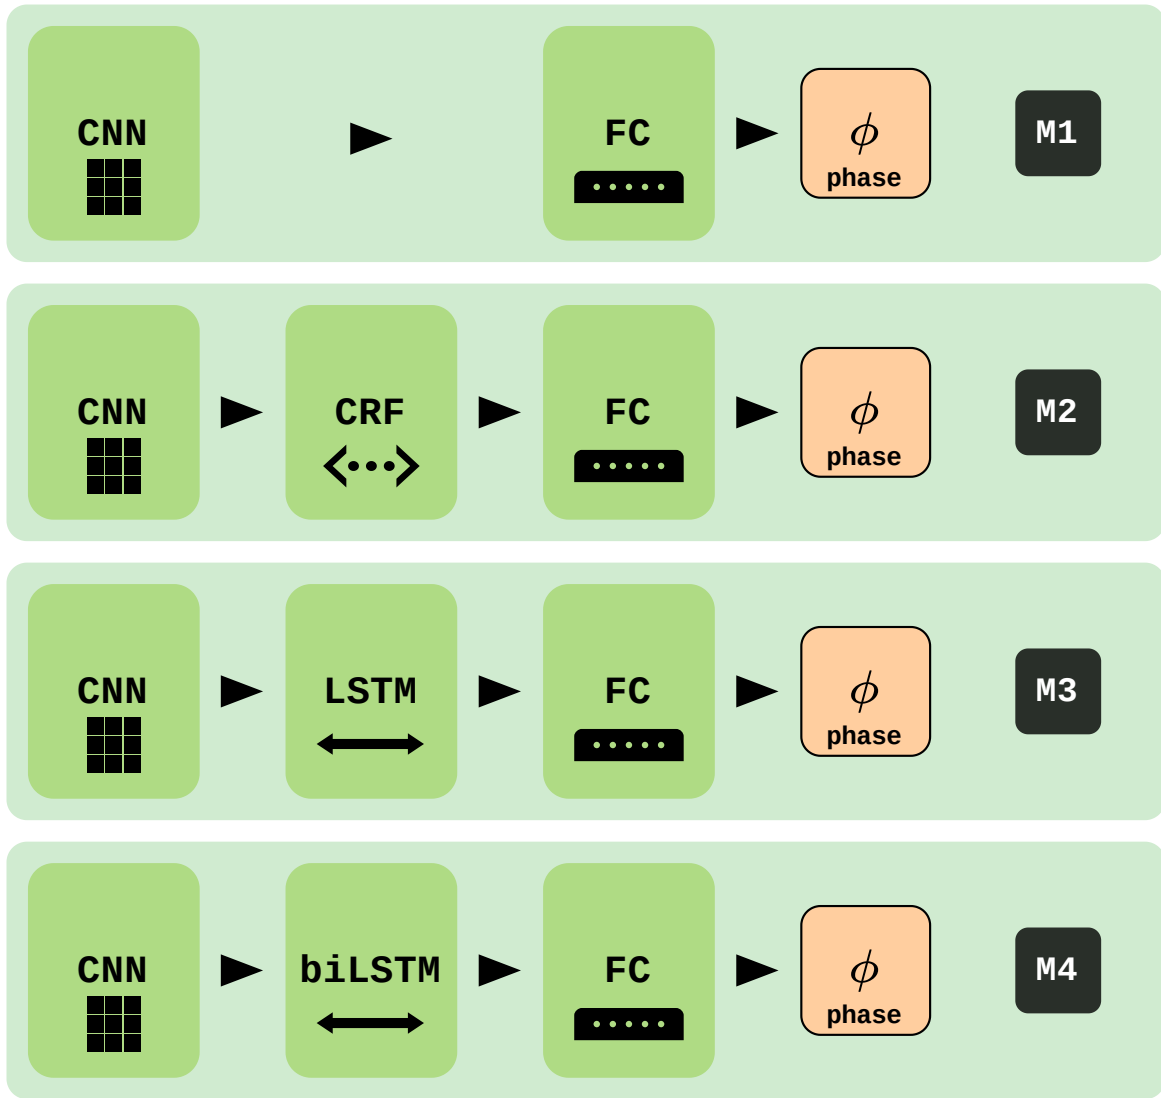 CNN FC ϕ M1
phase
CNN CRF FC ϕ M2
phase
CNN LSTM FC ϕ M3
phase
CNN biLSTM FC ϕ M4
phase